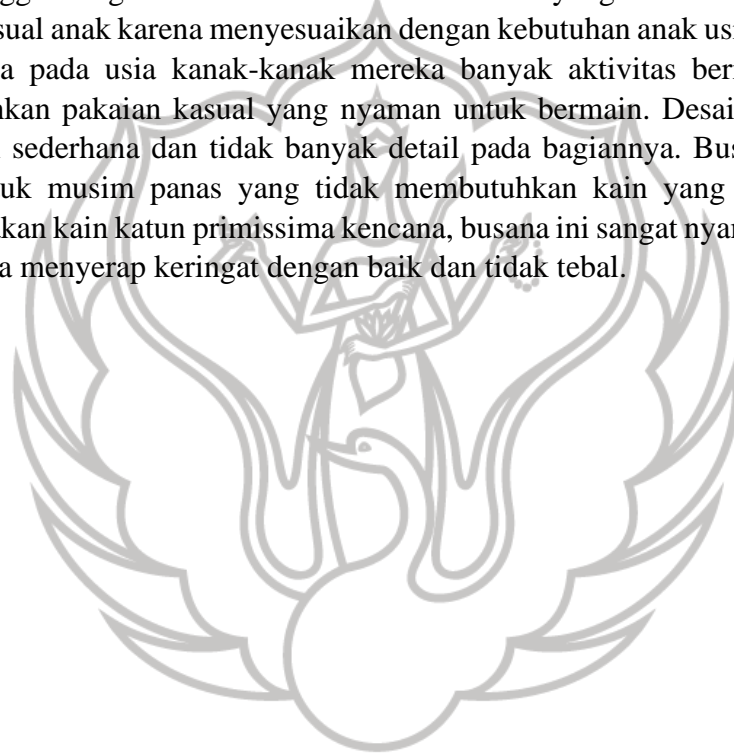 sual anak karena menyesuaikan dengan kebutuhan anak usi
a pada usia kanak-kanak mereka banyak aktivitas ber
kan pakaian kasual yang nyaman untuk bermain. Desai
sederhana dan tidak banyak detail pada bagiannya. Bus
uk musim panas yang tidak membutuhkan kain yang
kan kain katun primissima kencana, busana ini sangat nyar
a menyerap keringat dengan baik dan tidak tebal.